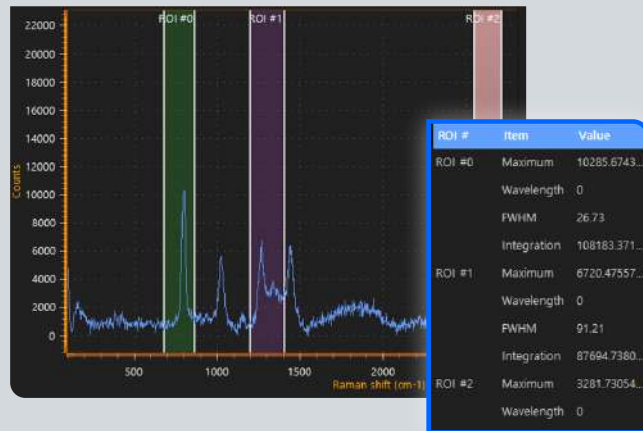 ROI #0
ROI #1
ROI #2
22000
20000
18000
16000
14000
12000
10000
8000
6000
4000
2000
0
Counts
500
1000
1500
2000
Raman shift (cm-1)
ROI # Item Value
ROI #0 Maximum 10285.6743...
Wavelength 0
FWHM 26.73
Integration 108183.371...
ROI #1 Maximum 6720.47557...
Wavelength 0
FWHM 91.21
Integration 87694.7380...
ROI #2 Maximum 3281.73054...
Wavelength 0